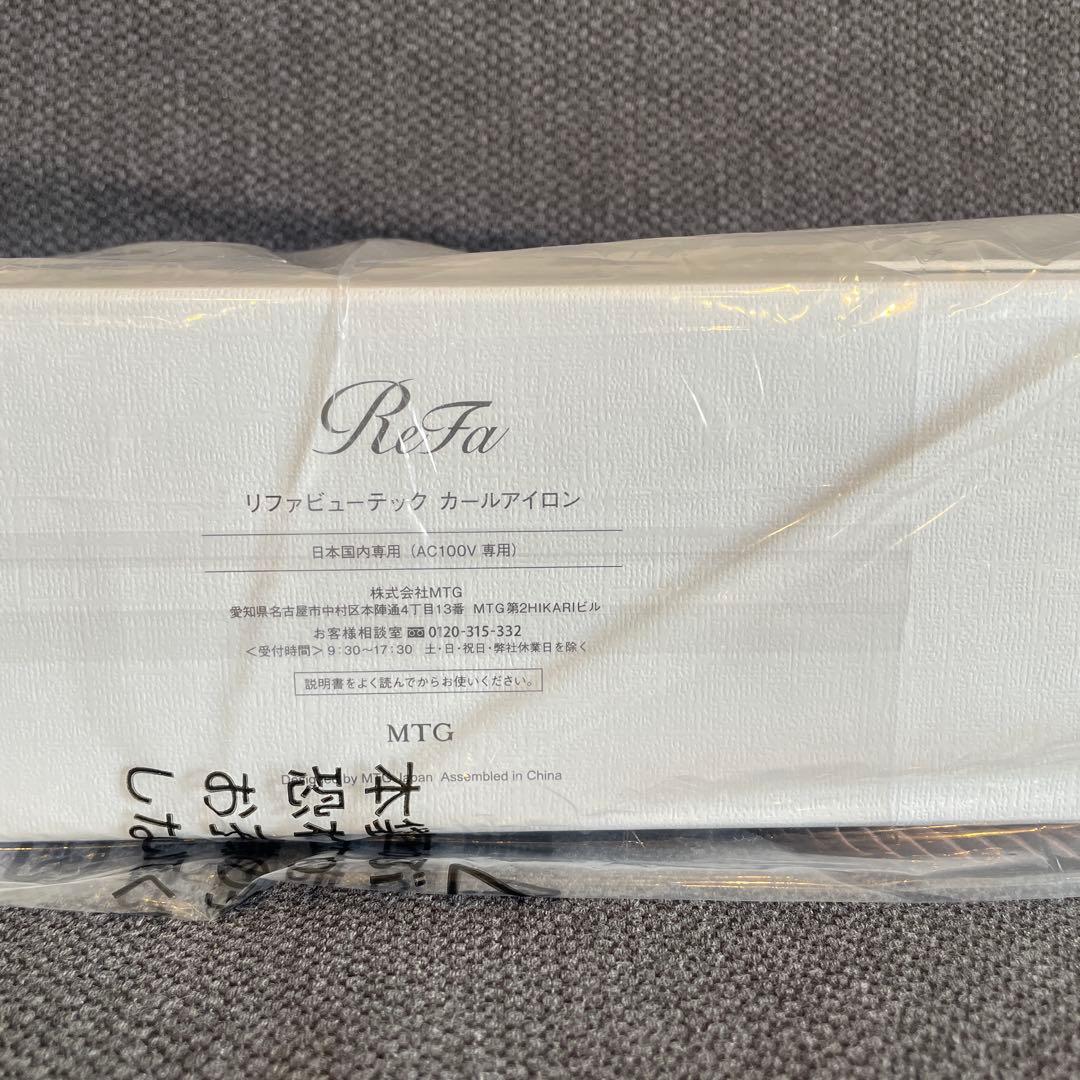 ReFa
リファビューテック カールアイロン
日本国内専用（AC100V 専用）
株式会社MTG
愛知県名古屋市中村区本陣通4丁目13番 MTG第2HIKARIビル
お客様相談室 0120-315-332
＜受付時間＞9:30〜17:30 土・日・祝日・弊社休業日を除く
説明書をよく読んでからお使いください。
MTG
Designed by MTG Japan Assembled in China